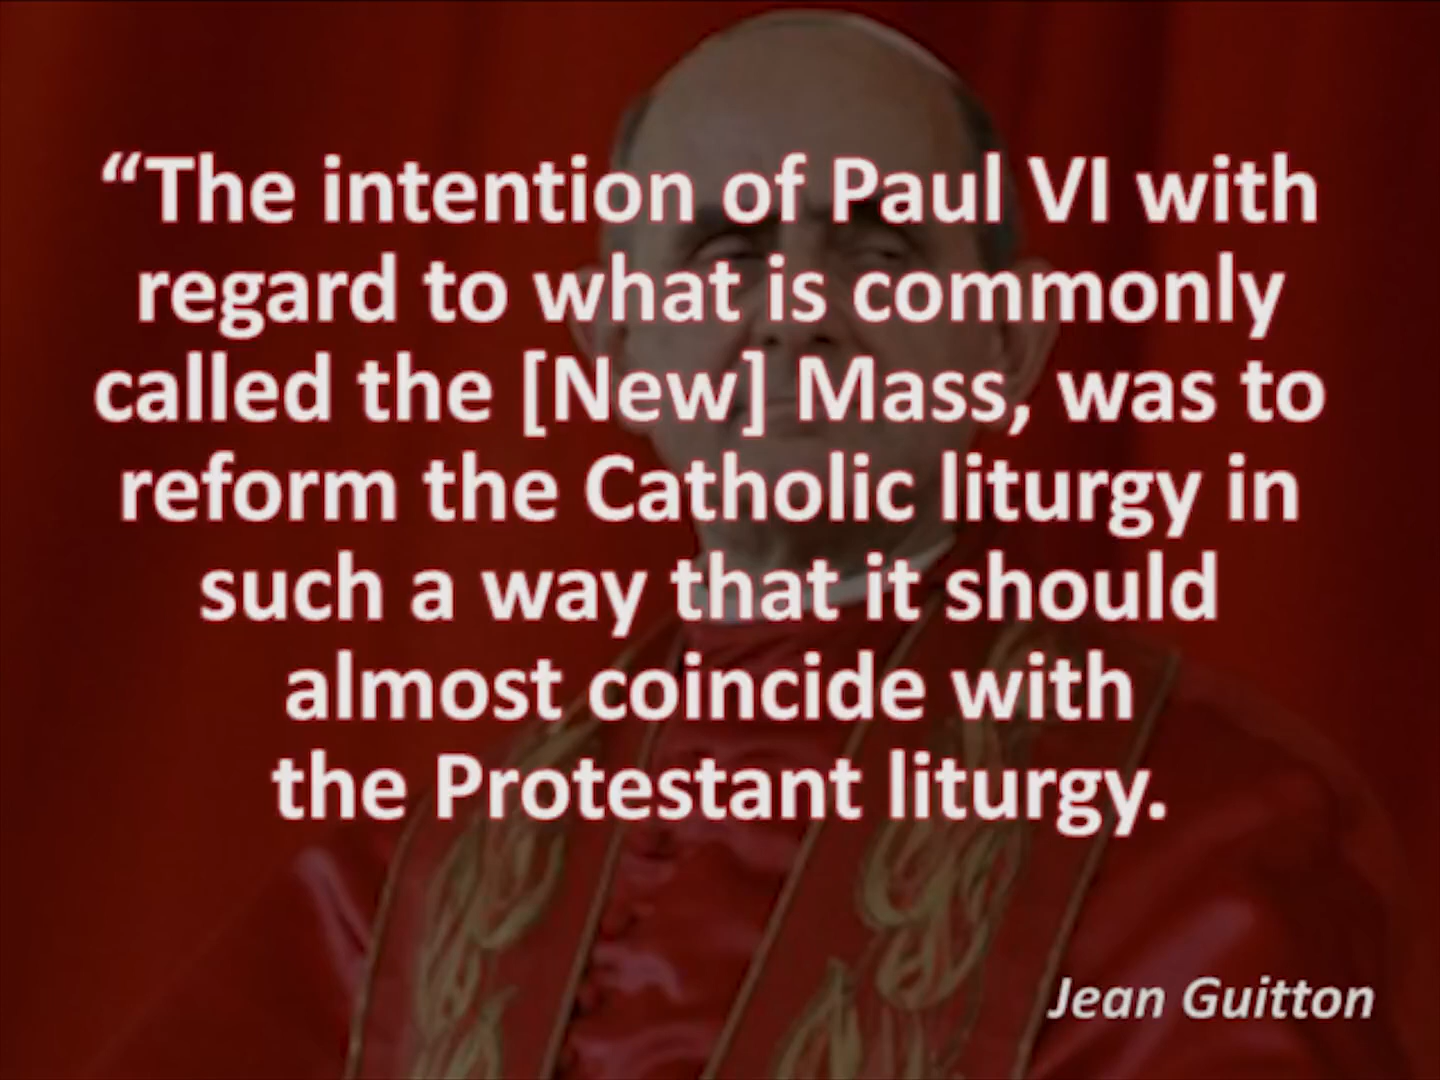 “The intention of Paul VI with
regard to what is commonly
called the [New] Mass, was to
reform the Catholic liturgy in
such a way that it should
almost coincide with
the Protestant liturgy.
Jean Guitton